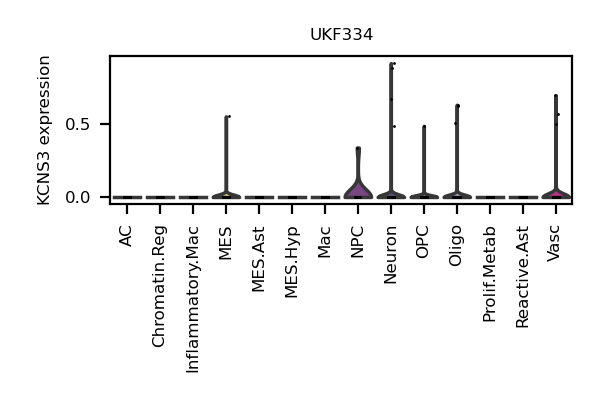 UKF334
KCNS3 expression
0.5
0.0
AC
Chromatin.Reg
Inflammatory.Mac
MES
MES.Ast
MES.Hyp
Mac
NPC
Neuron
OPC
Oligo
Prolif.Metab
Reactive.Ast
Vasc